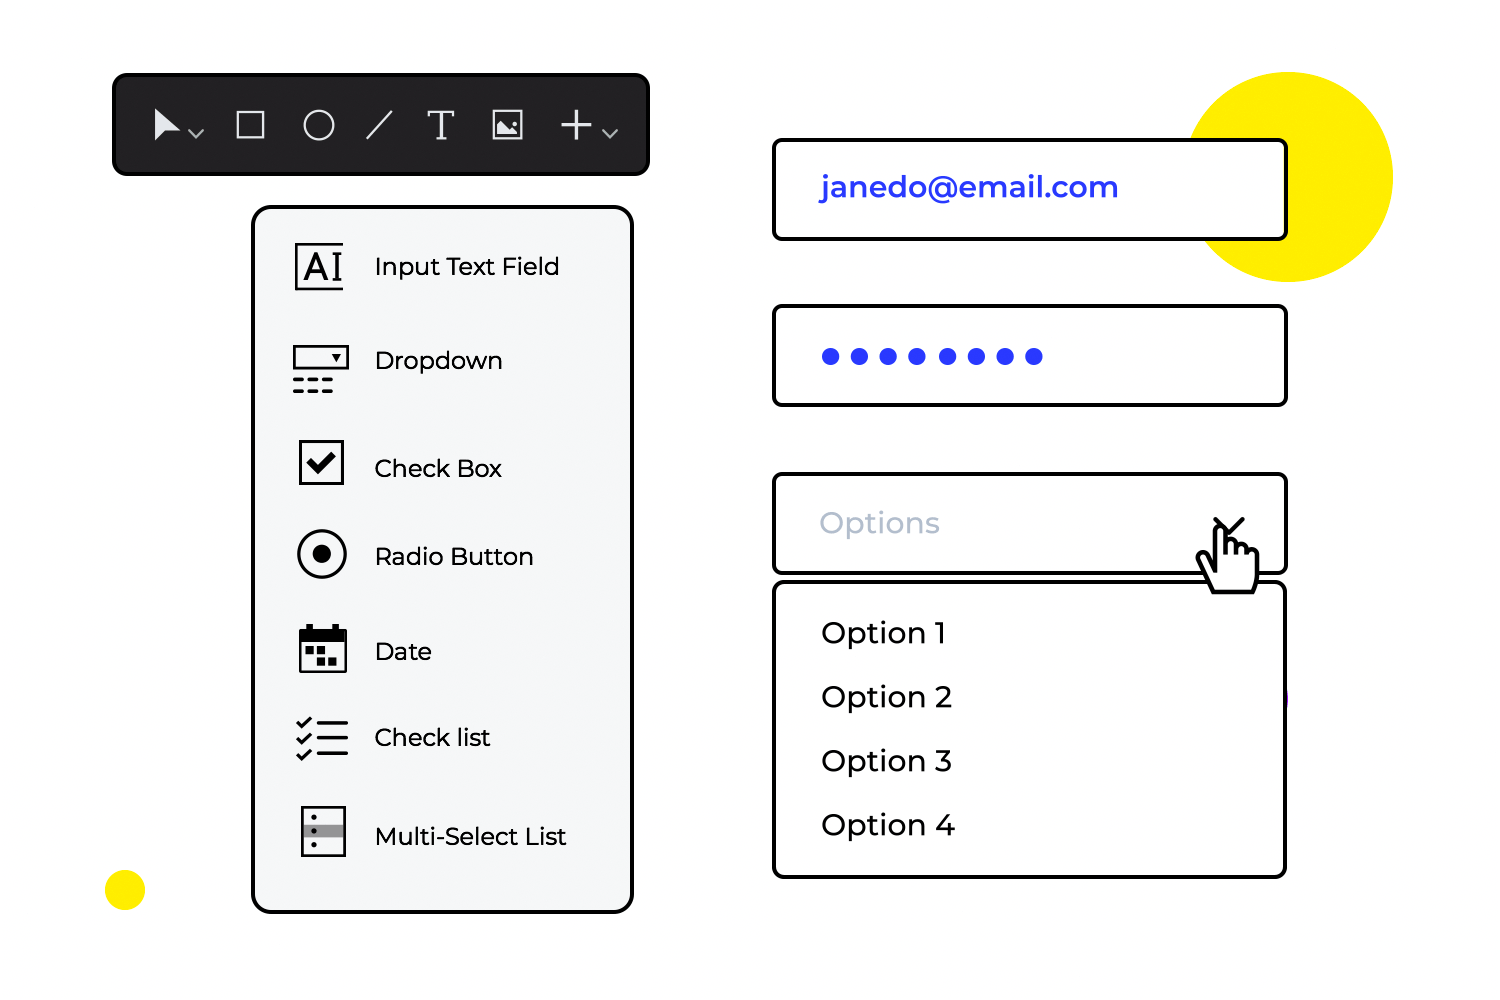 T
AI
Input Text Field
Dropdown
Check Box
Radio Button
Date
Check list
Multi-Select List
janedo@email.com
Options
Option 1
Option 2
Option 3
Option 4